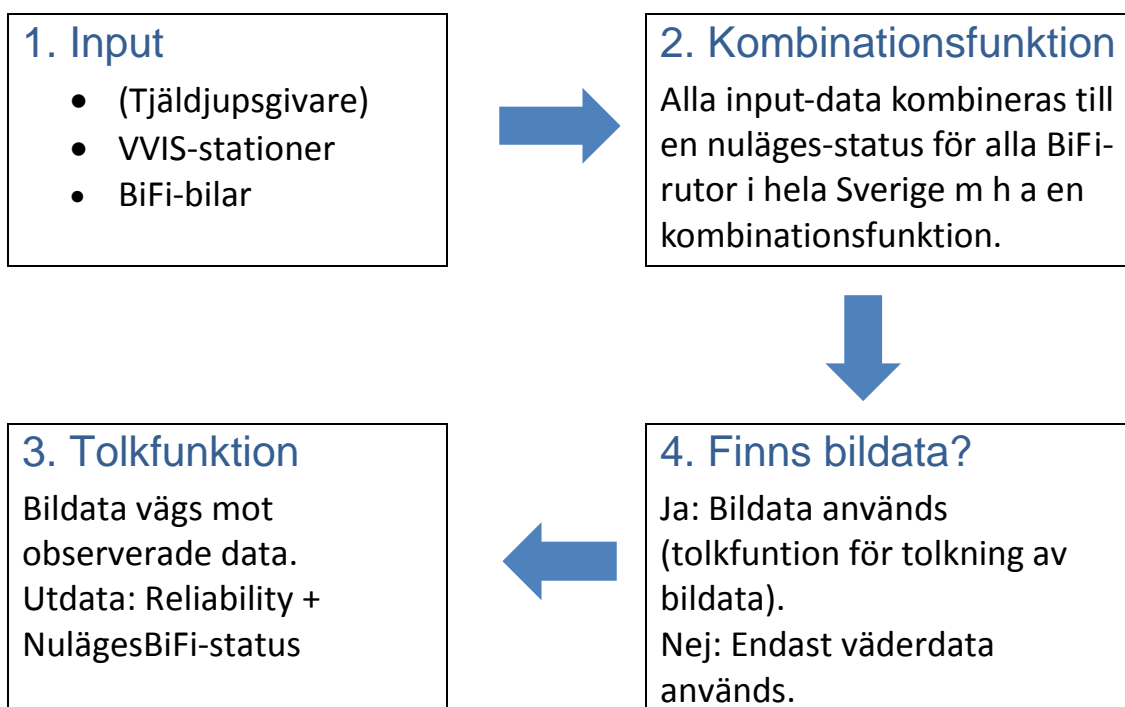 1. Input
• (Tjäldjupsgivare)
• VVIS-stationer
• BiFi-bilar
2. Kombinationsfunktion
Alla input-data kombineras till
en nuläges-status för alla BiFi-
rutor i hela Sverige m h a en
kombinationsfunktion.
3. Tolkfunktion
Bildata vägs mot
observerade data.
Utdata: Reliability +
NulägesBiFi-status
4. Finns bildata?
Ja: Bildata används
(tolkfuntion för tolkning av
bildata).
Nej: Endast väderdata
används.